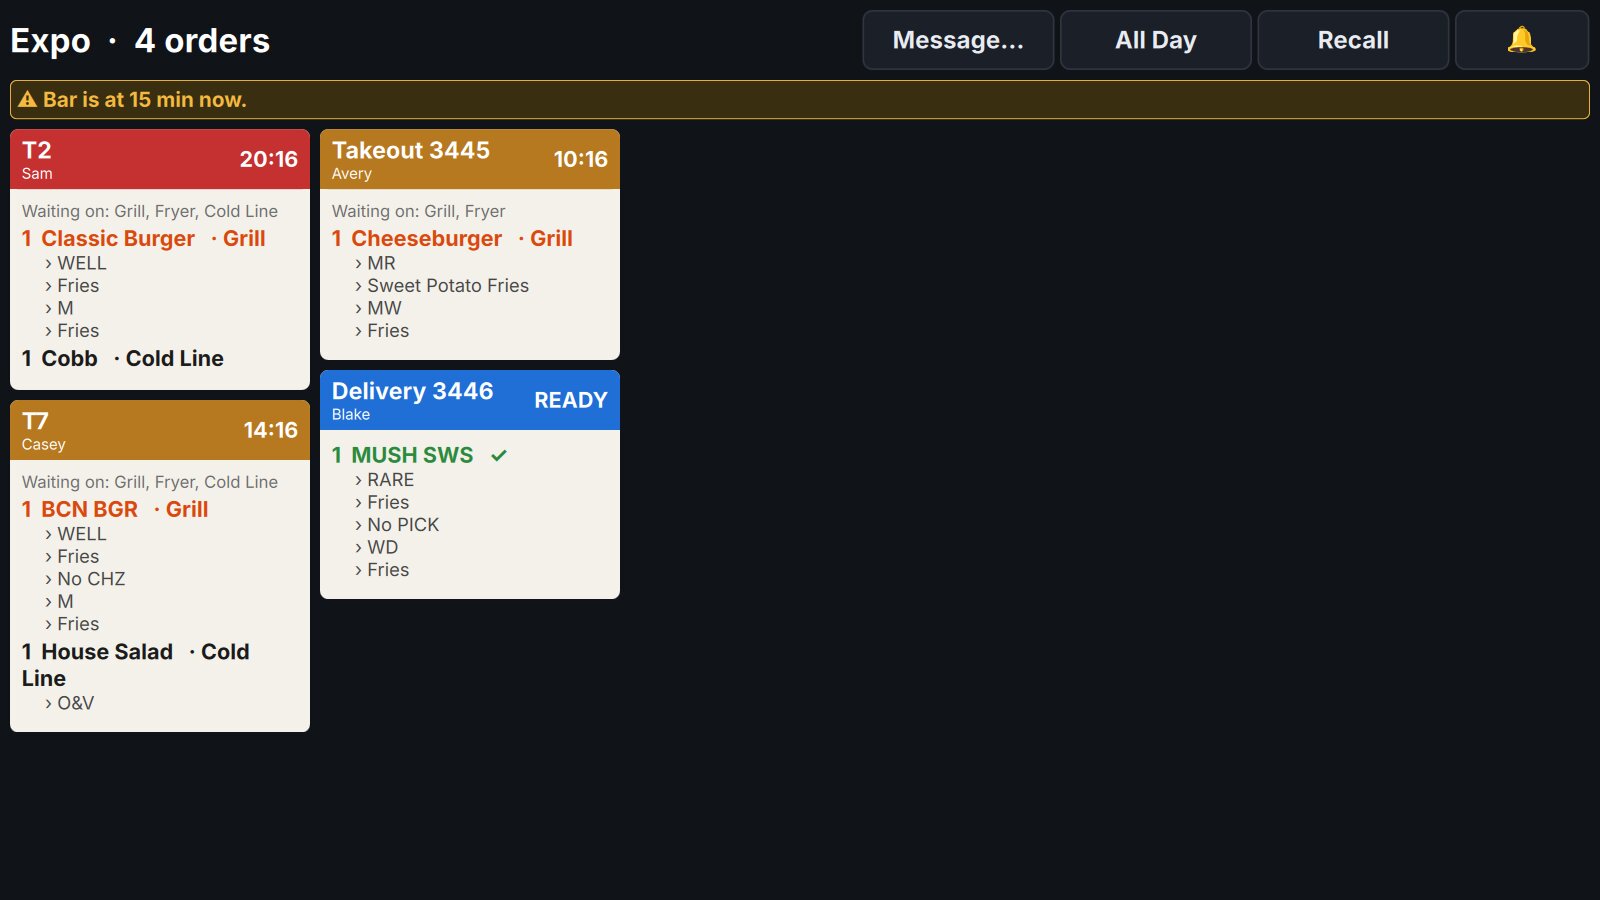 Expo · 4 orders
Message...
All Day
Recall
⚠ Bar is at 15 min now.
T2
Sam
20:16
Waiting on: Grill, Fryer, Cold Line
1 Classic Burger · Grill
› WELL
› Fries
› M
› Fries
1 Cobb · Cold Line
T7
Casey
14:16
Waiting on: Grill, Fryer, Cold Line
1 BCN BGR · Grill
› WELL
› Fries
› No CHZ
› M
› Fries
1 House Salad · Cold
Line
› O&V
Takeout 3445
Avery
10:16
Waiting on: Grill, Fryer
1 Cheeseburger · Grill
› MR
› Sweet Potato Fries
› MW
› Fries
Delivery 3446
Blake
READY
1 MUSH SWS ✓
› RARE
› Fries
› No PICK
› WD
› Fries